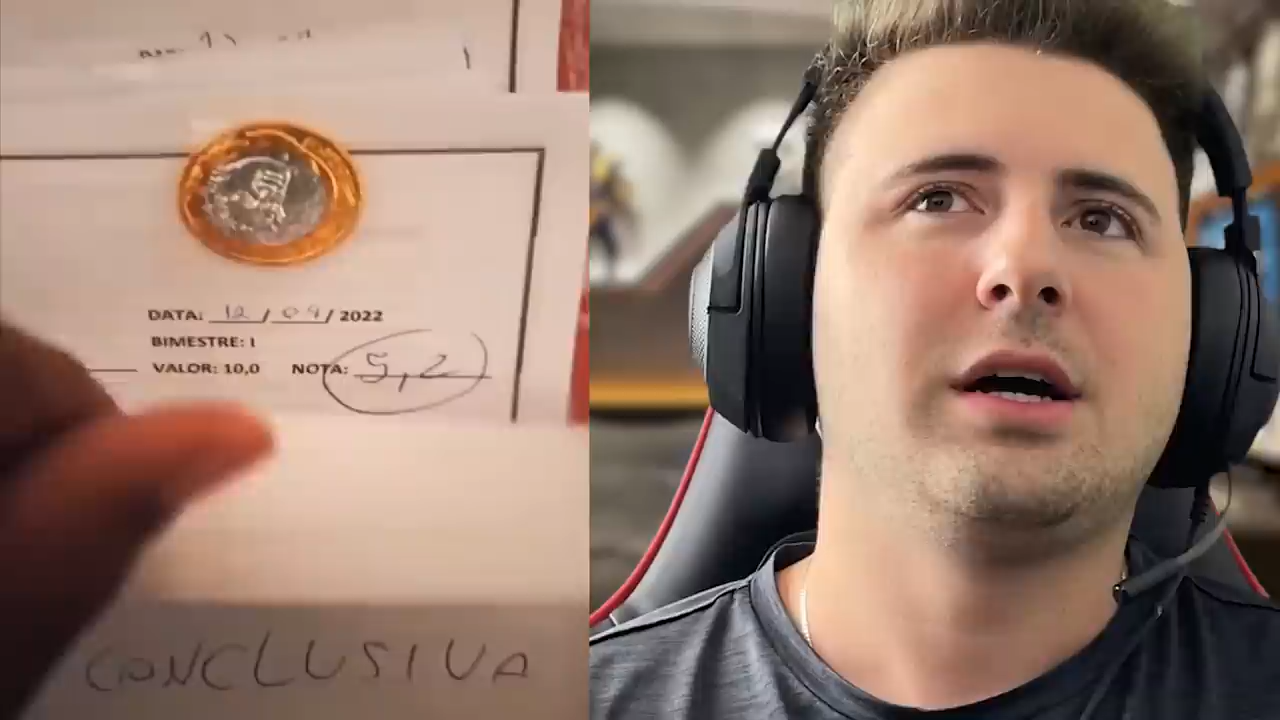 DATA: 12 / 09 / 2022
BIMESTRE: I
VALOR: 10,0 NOTA: 5,2
CONCLUSIVA